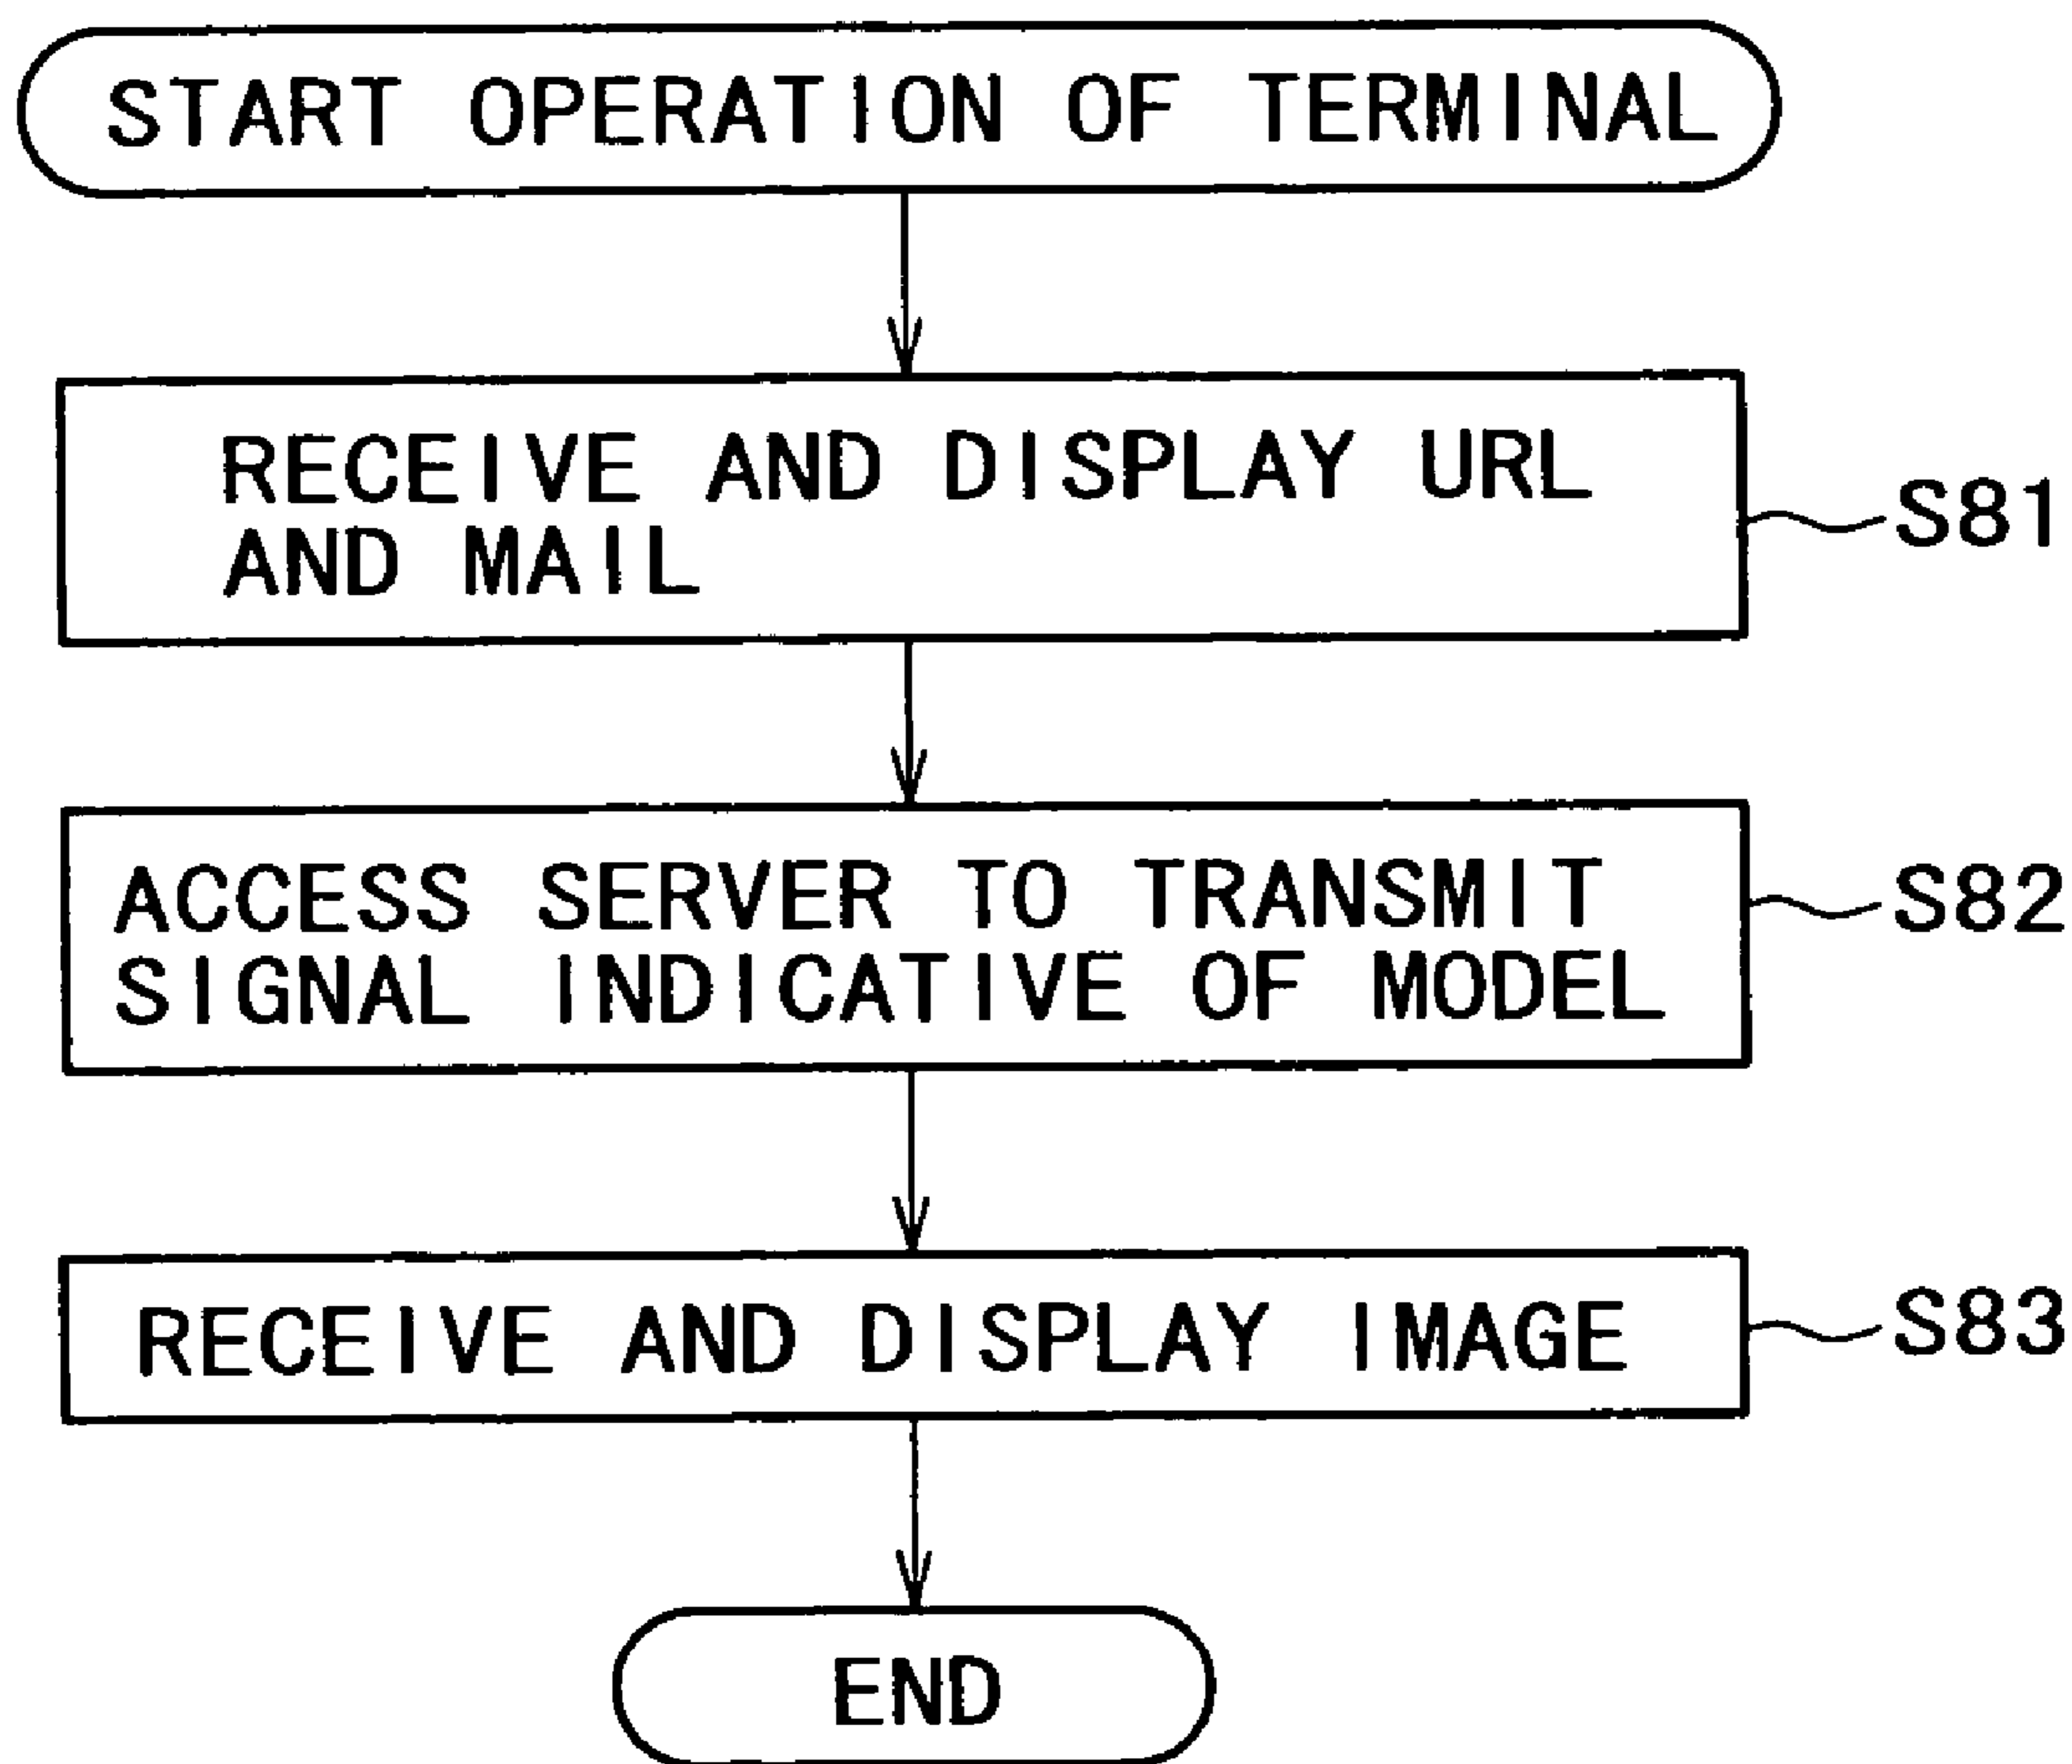 START OPERATION OF TERMINAL
RECEIVE AND DISPLAY URL
AND MAIL
S81
ACCESS SERVER TO TRANSMIT
SIGNAL INDICATIVE OF MODEL
S82
RECEIVE AND DISPLAY IMAGE
S83
END